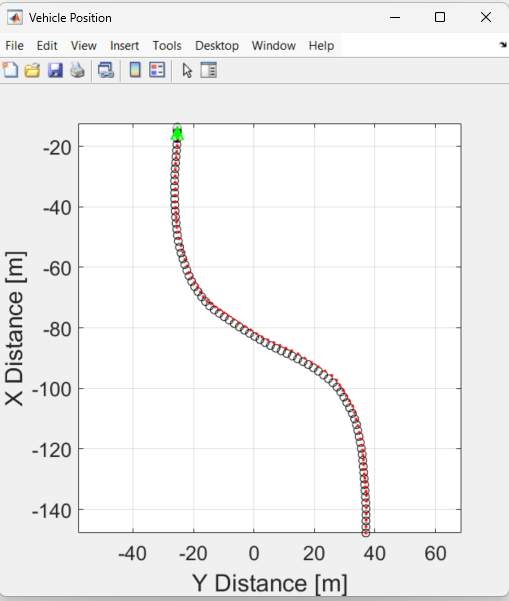 Vehicle Position
File Edit View Insert Tools Desktop Window Help
-20
-40
-60
-80
-100
-120
-140
X Distance [m]
-40 -20 0 20 40 60
Y Distance [m]